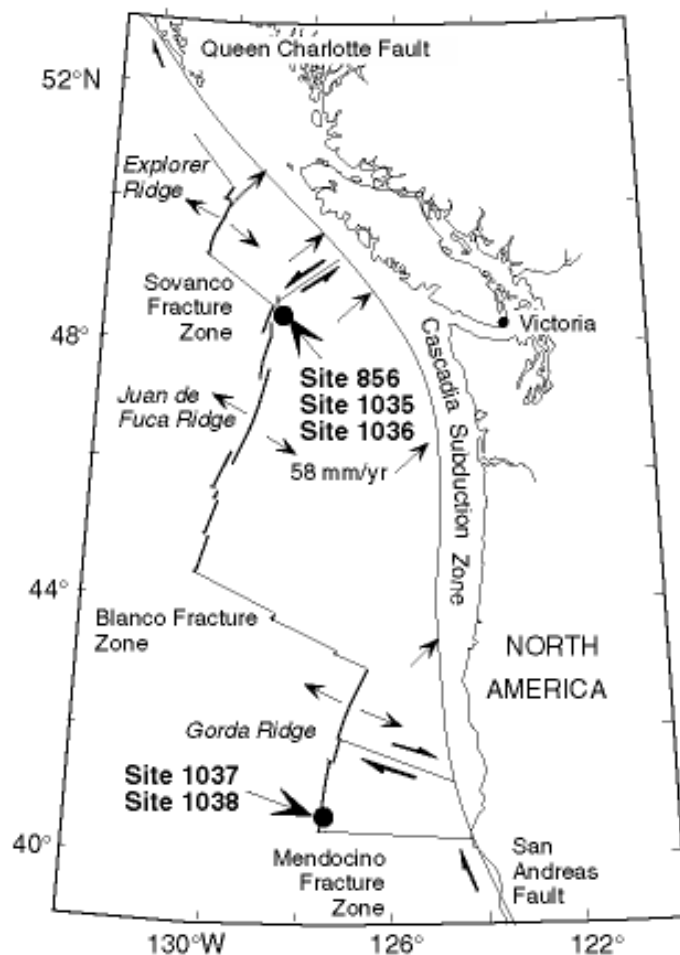 Queen Charlotte Fault
52°N
Explorer
Ridge
Sovanco
Fracture
Zone
48°
Victoria
Site 856
Site 1035
Site 1036
Juan de
Fuca Ridge
58 mm/yr
Cascadia Subduction Zone
44°
Blanco Fracture
Zone
NORTH
AMERICA
Gorda Ridge
Site 1037
Site 1038
40°
Mendocino
Fracture
Zone
San
Andreas
Fault
130°W
126°
122°